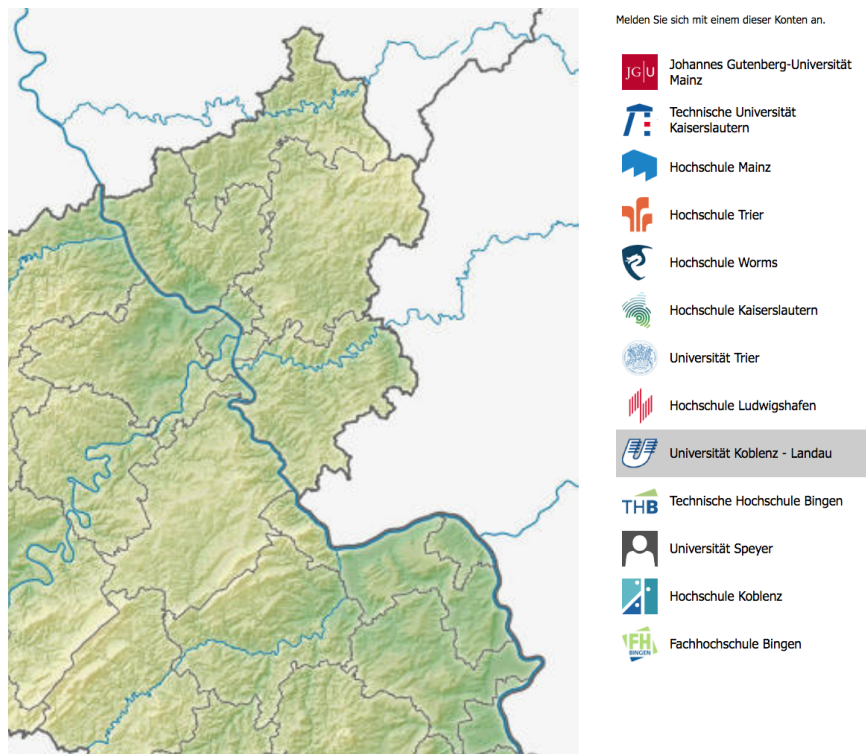 Melden Sie sich mit einem dieser Konten an.
JG|U
Johannes Gutenberg-Universität
Mainz
Technische Universität
Kaiserslautern
Hochschule Mainz
Hochschule Trier
Hochschule Worms
Hochschule Kaiserslautern
Universität Trier
Hochschule Ludwigshafen
Universität Koblenz - Landau
THB
Technische Hochschule Bingen
Universität Speyer
Hochschule Koblenz
FH
BINGEN
Fachhochschule Bingen